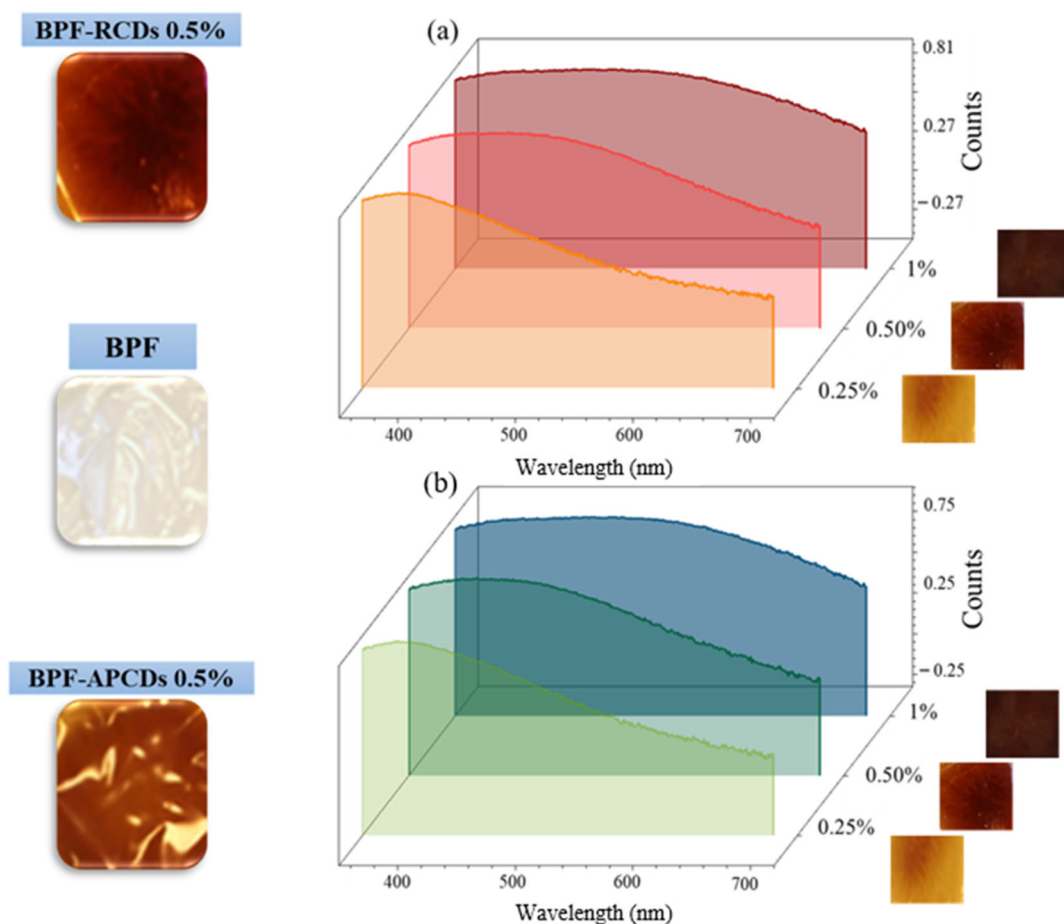 BPF-RCDs 0.5%
BPF
BPF-APCDs 0.5%
(a)
0.81
0.27
−0.27
Counts
1%
0.50%
0.25%
400 500 600 700
Wavelength (nm)
(b)
0.75
0.25
−0.25
Counts
1%
0.50%
0.25%
400 500 600 700
Wavelength (nm)